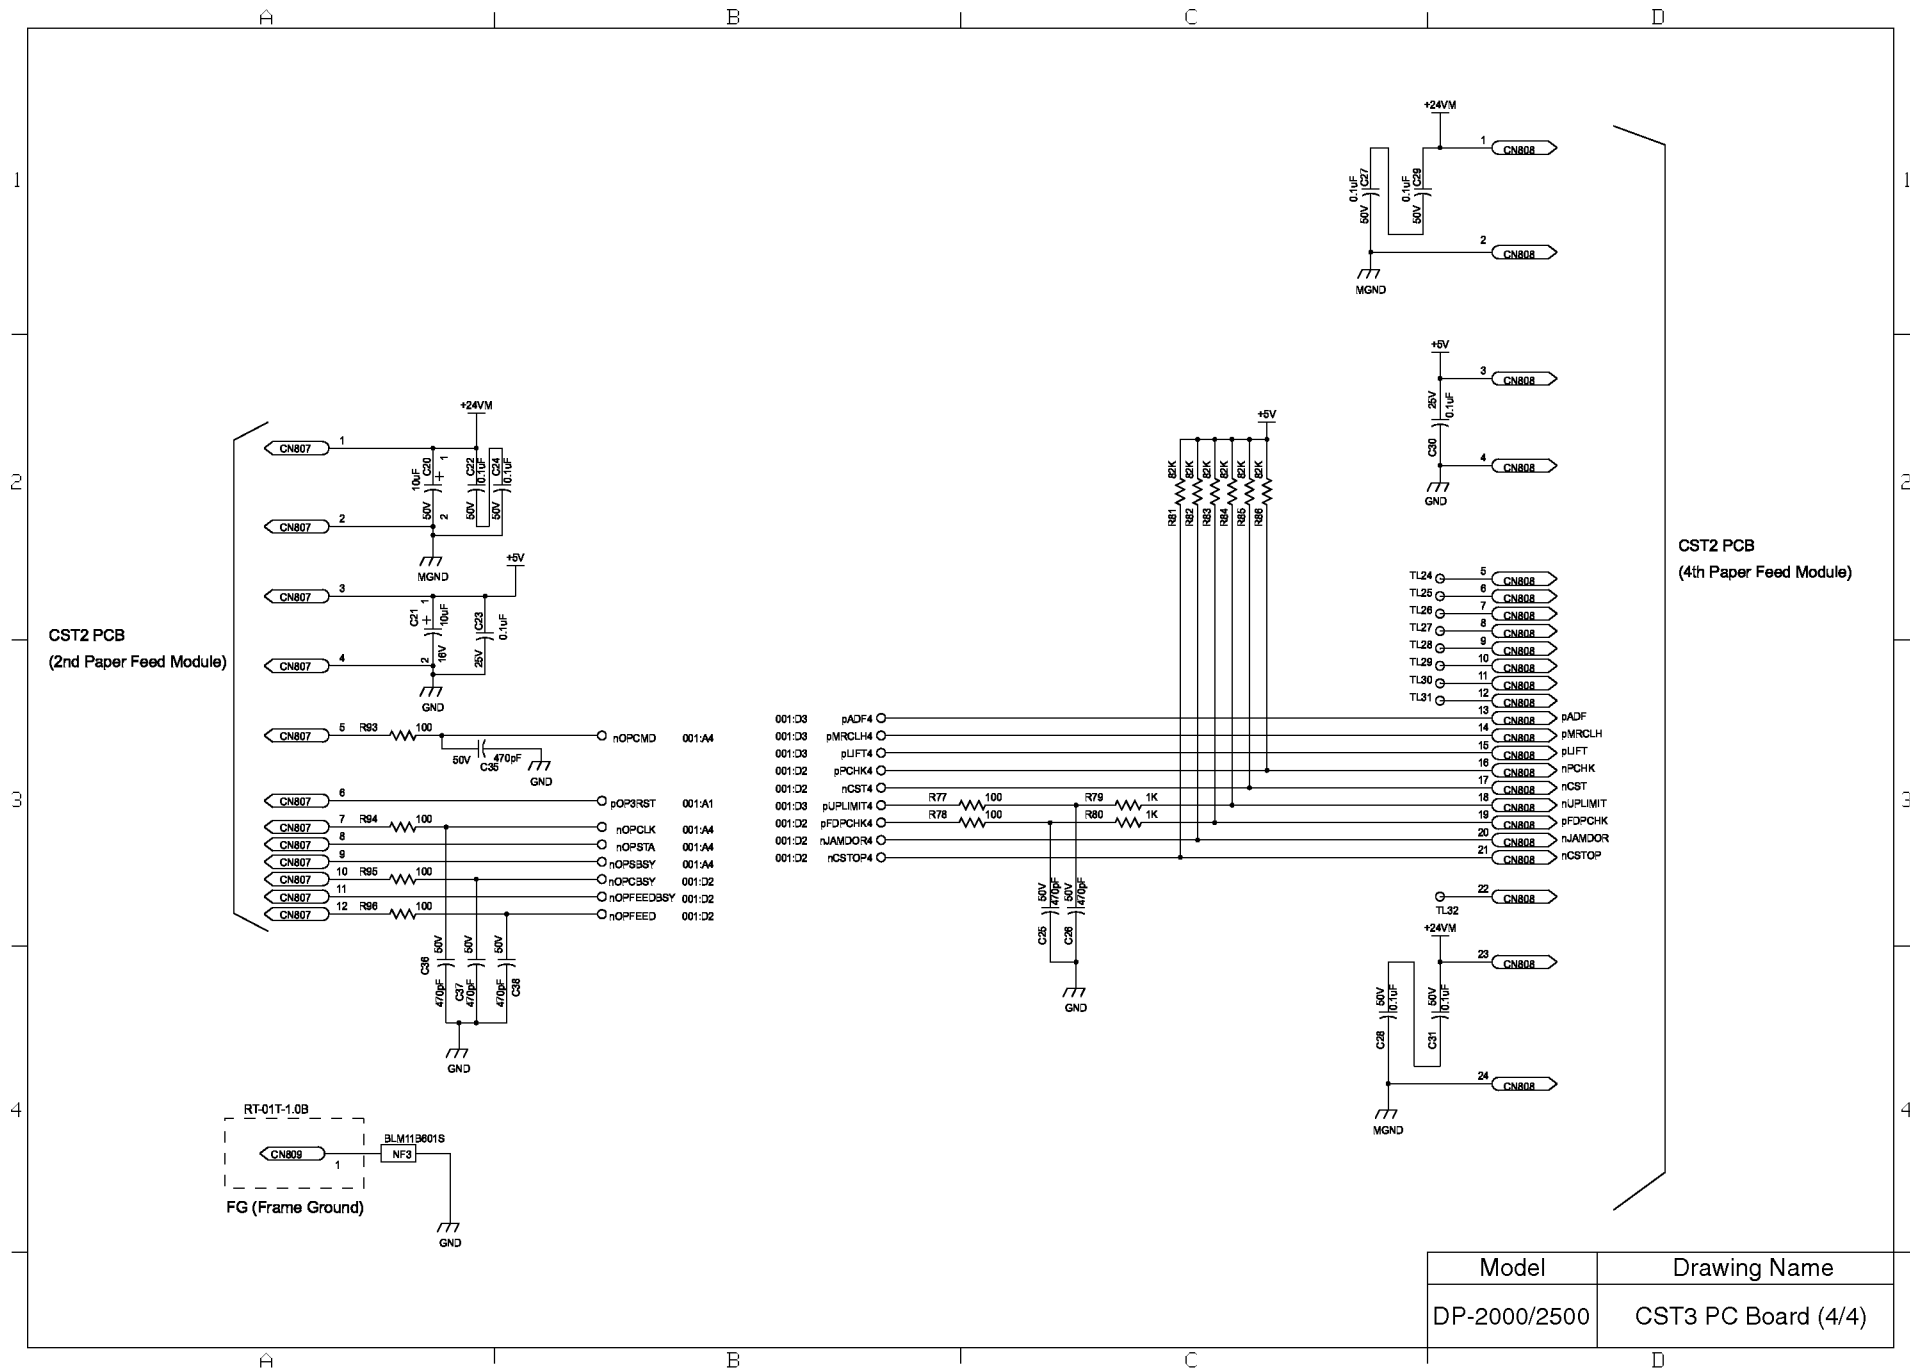 A B C D
1 1
2 2
3 3
4 4
+24VM
1 CN808
C27 0.1uF 50V
C29 0.1uF 50V
2 CN808
MGND
+5V
3 CN808
25V 0.1uF C30
4 CN808
GND
+24VM
CN807 1
C20 10uF 50V + 1 2
C22 0.1uF 50V
C24 0.1uF 50V
CN807 2
MGND
+5V
CN807 3
C21 10uF 16V + 1 2
C23 0.1uF 25V
CN807 4
GND
CST2 PCB
(2nd Paper Feed Module)
CN807 5 R93 100 nOPCMD 001:A4
50V C35 470pF
GND
CN807 6 pOP3RST 001:A1
CN807 7 R94 100 nOPCLK 001:A4
CN807 8 nOPSTA 001:A4
CN807 9 nOPSBSY 001:A4
CN807 10 R95 100 nOPCBSY 001:D2
CN807 11 nOPFEEDBSY 001:D2
CN807 12 R96 100 nOPFEED 001:D2
C36 50V 470pF
C37 50V 470pF
C38 50V 470pF
GND
+5V
82K 82K 82K 82K 82K 82K
R81 R82 R83 R84 R85 R86
CST2 PCB
(4th Paper Feed Module)
TL24 5 CN808
TL25 6 CN808
TL26 7 CN808
TL27 8 CN808
TL28 9 CN808
TL29 10 CN808
TL30 11 CN808
TL31 12 CN808
001:D3 pADF4 13 CN808 pADF
001:D3 pMRCLH4 14 CN808 pMRCLH
001:D3 pLIFT4 15 CN808 pLIFT
001:D2 pPCHK4 16 CN808 nPCHK
001:D2 nCST4 17 CN808 nCST
001:D3 pUPLIMIT4 R77 100 R79 1K 18 CN808 nUPLIMIT
001:D2 pFDPCHK4 R78 100 R80 1K 19 CN808 pFDPCHK
001:D2 nJAMDOR4 20 CN808 nJAMDOR
001:D2 nCSTOP4 21 CN808 nCSTOP
50V 470pF C25
50V 470pF C26
GND
TL32 22 CN808
+24VM
23 CN808
50V 0.1uF C28
50V 0.1uF C31
24 CN808
MGND
RT-01T-1.0B
CN809 1
BLM11B601S
NF3
FG (Frame Ground)
GND
Model Drawing Name
DP-2000/2500 CST3 PC Board (4/4)
A B C D